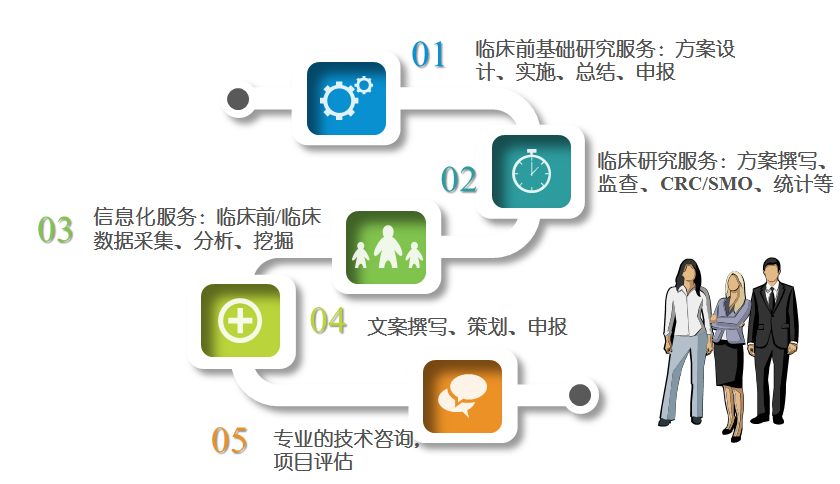 01
临床前基础研究服务：方案设
计、实施、总结、申报
02
临床研究服务：方案撰写、
监查、CRC/SMO、统计等
03
信息化服务：临床前/临床
数据采集、分析、挖掘
04
文案撰写、策划、申报
05
专业的技术咨询，
项目评估